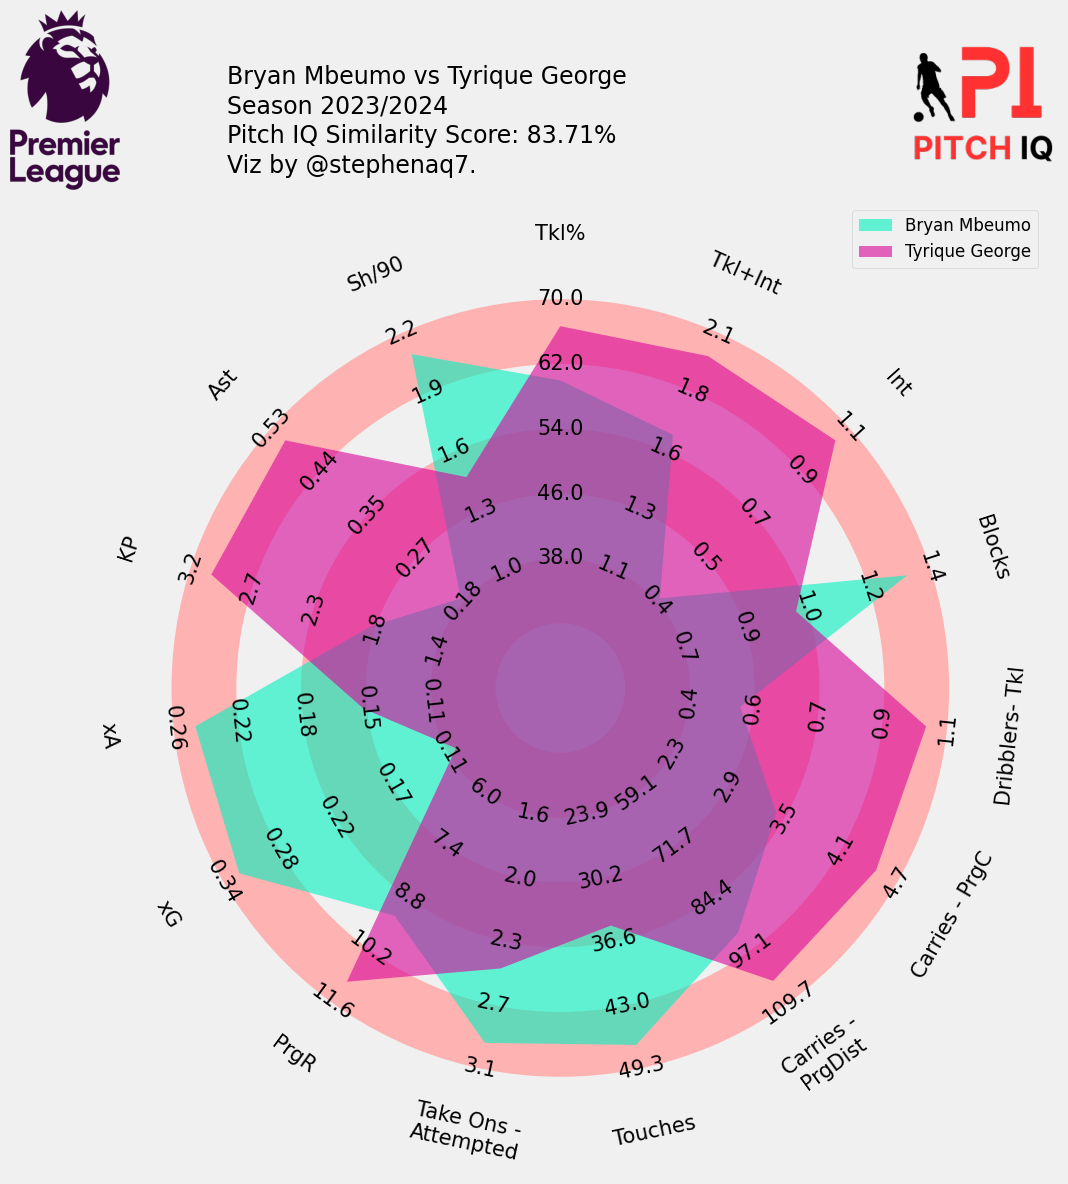 Premier
League
Bryan Mbeumo vs Tyrique George
Season 2023/2024
Pitch IQ Similarity Score: 83.71%
Viz by @stephenaq7.
PI
PITCH IQ
Bryan Mbeumo
Tyrique George
Tkl%
38.0
46.0
54.0
62.0
70.0
Tkl+Int
1.1
1.3
1.6
1.8
2.1
Int
0.4
0.5
0.7
0.9
1.1
Blocks
0.7
0.9
1.0
1.2
1.4
Dribblers- Tkl
0.4
0.6
0.7
0.9
1.1
Carries - PrgC
2.3
2.9
3.5
4.1
4.7
Carries -
PrgDist
59.1
71.7
84.4
97.1
109.7
Touches
23.9
30.2
36.6
43.0
49.3
Take Ons -
Attempted
1.6
2.0
2.3
2.7
3.1
PrgR
6.0
7.4
8.8
10.2
11.6
xG
0.11
0.17
0.22
0.28
0.34
xA
0.11
0.15
0.18
0.22
0.26
KP
1.4
1.8
2.3
2.7
3.2
Ast
0.18
0.27
0.35
0.44
0.53
Sh/90
1.0
1.3
1.6
1.9
2.2